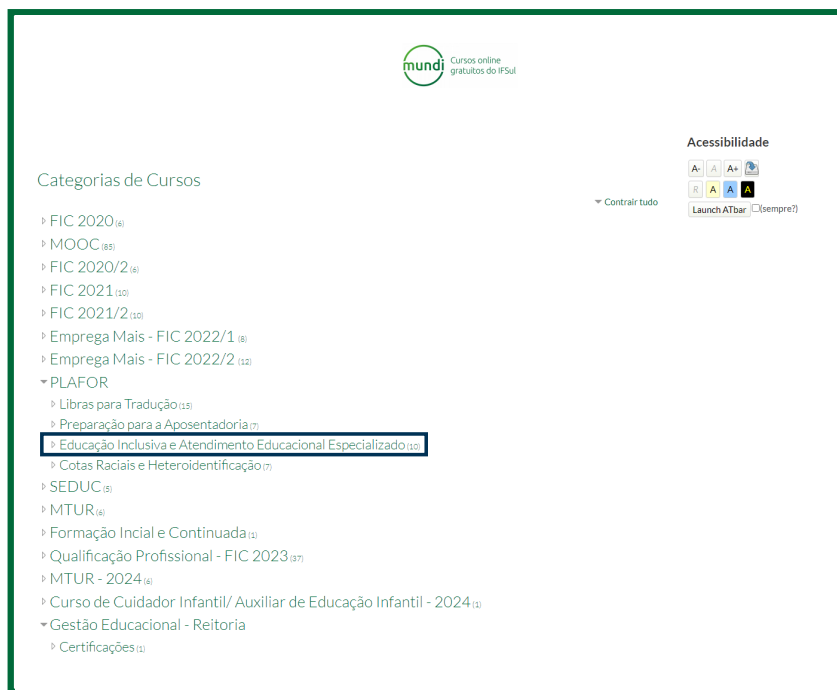 mundi
Cursos online
gratuitos do IFSul
Acessibilidade
A- A A+
R A A A
Launch ATbar (sempre?)
Categorias de Cursos
Contrair tudo
FIC 2020 (6)
MOOC (85)
FIC 2020/2 (6)
FIC 2021 (10)
FIC 2021/2 (10)
Emprega Mais - FIC 2022/1 (8)
Emprega Mais - FIC 2022/2 (12)
PLAFOR
Libras para Tradução (15)
Preparação para a Aposentadoria (7)
Educação Inclusiva e Atendimento Educacional Especializado (10)
Cotas Raciais e Heteroidentificação (7)
SEDUC (5)
MTUR (6)
Formação Incial e Continuada (1)
Qualificação Profissional - FIC 2023 (37)
MTUR - 2024 (6)
Curso de Cuidador Infantil/ Auxiliar de Educação Infantil - 2024 (1)
Gestão Educacional - Reitoria
Certificações (1)